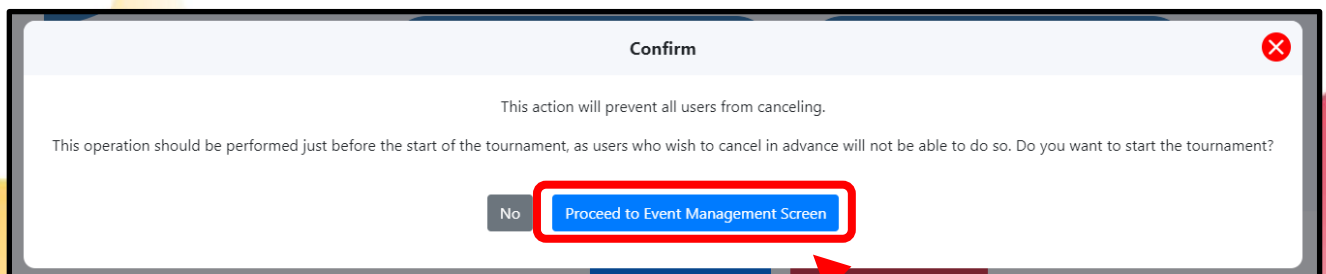 Confirm
This action will prevent all users from canceling.
This operation should be performed just before the start of the tournament, as users who wish to cancel in advance will not be able to do so. Do you want to start the tournament?
No
Proceed to Event Management Screen